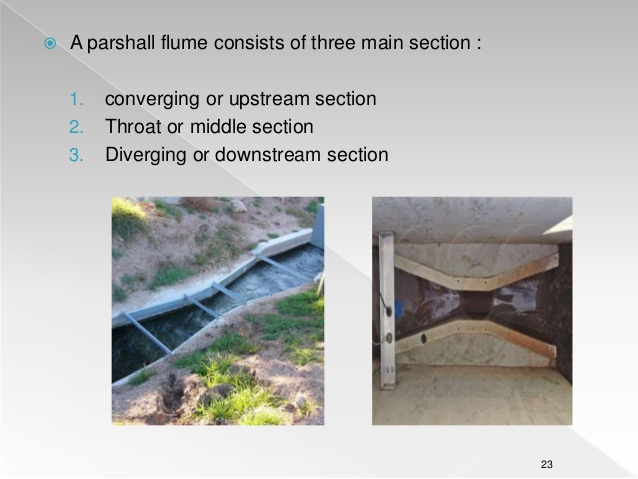 A parshall flume consists of three main section :
1. converging or upstream section
2. Throat or middle section
3. Diverging or downstream section
23